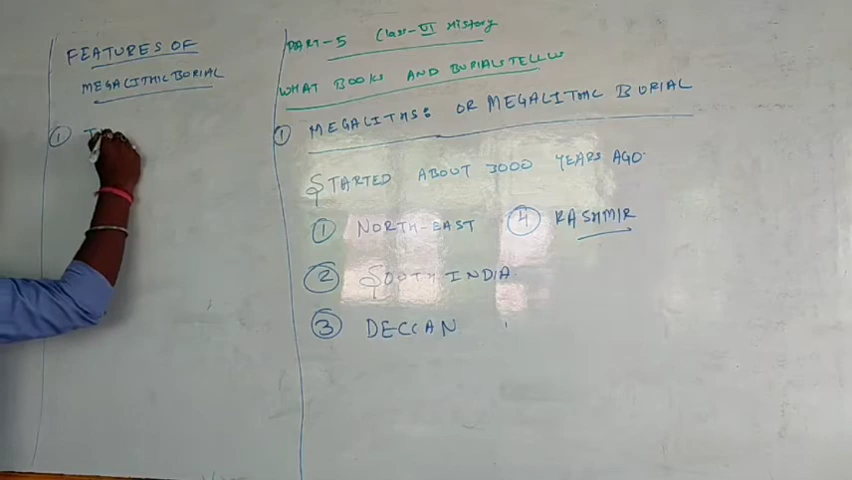 FEATURES OF
MEGALITHIC BURIAL
①
PART-5 Class-VI History
WHAT BOOKS AND BURIALS TELL US
① MEGALITHS: OR MEGALITHIC BURIAL
STARTED ABOUT 3000 YEARS AGO.
① NORTH-EAST ④ KASHMIR
② SOUTH INDIA
③ DECCAN